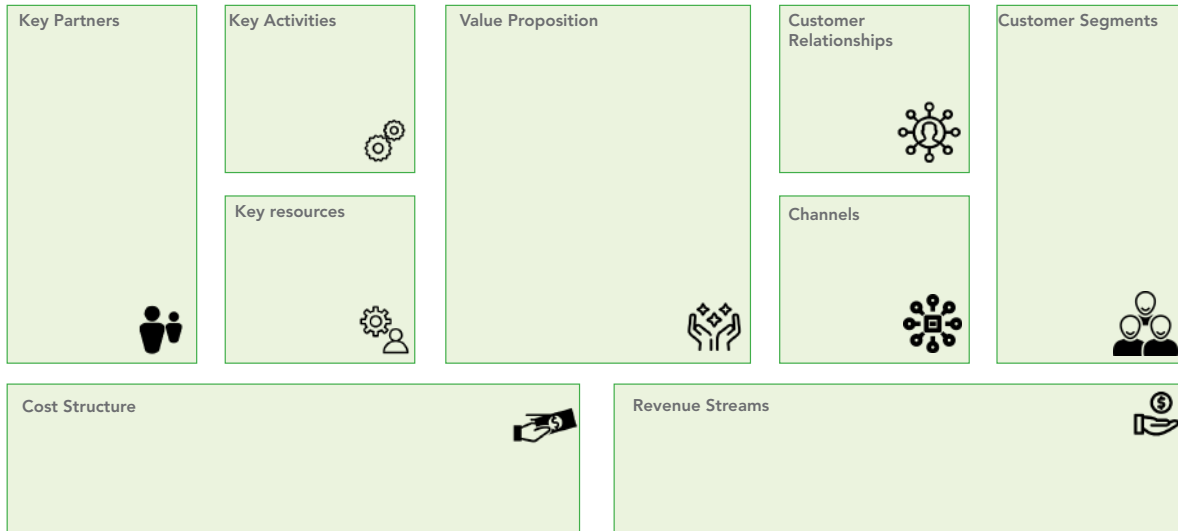 Key Partners
Key Activities
Value Proposition
Customer
Relationships
Customer Segments
Key resources
Channels
Cost Structure
Revenue Streams